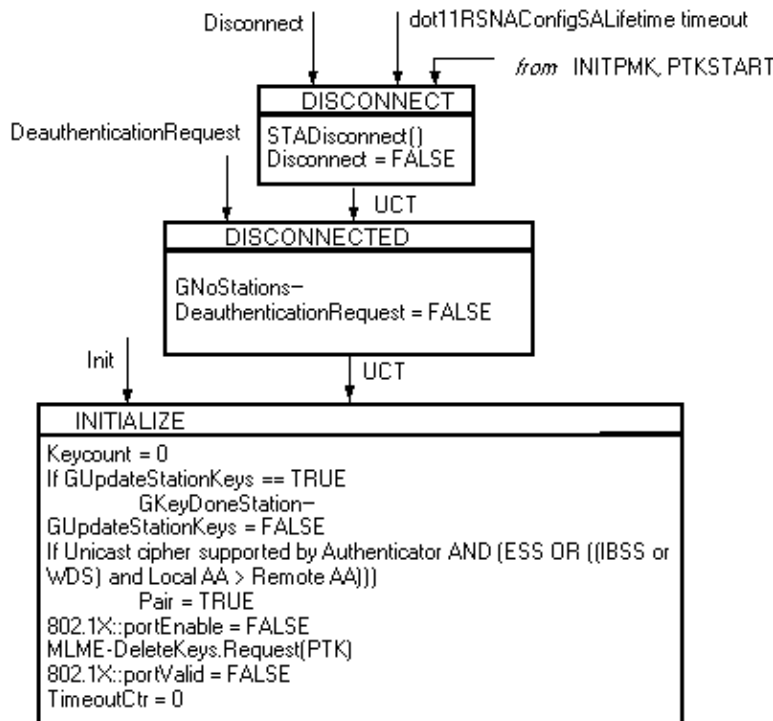 Disconnect
dot11RSNAConfigSALifetime timeout
from INITPMK, PTKSTART
DISCONNECT
DeauthenticationRequest
STADisconnect()
Disconnect = FALSE
UCT
DISCONNECTED
GNoStations–
DeauthenticationRequest = FALSE
Init
UCT
INITIALIZE
Keycount = 0
If GUpdateStationKeys == TRUE
GKeyDoneStation–
GUpdateStationKeys = FALSE
If Unicast cipher supported by Authenticator AND (ESS OR ((IBSS or
WDS) and Local AA > Remote AA)))
Pair = TRUE
802.1X::portEnable = FALSE
MLME-DeleteKeys.Request(PTK)
802.1X::portValid = FALSE
TimeoutCtr = 0